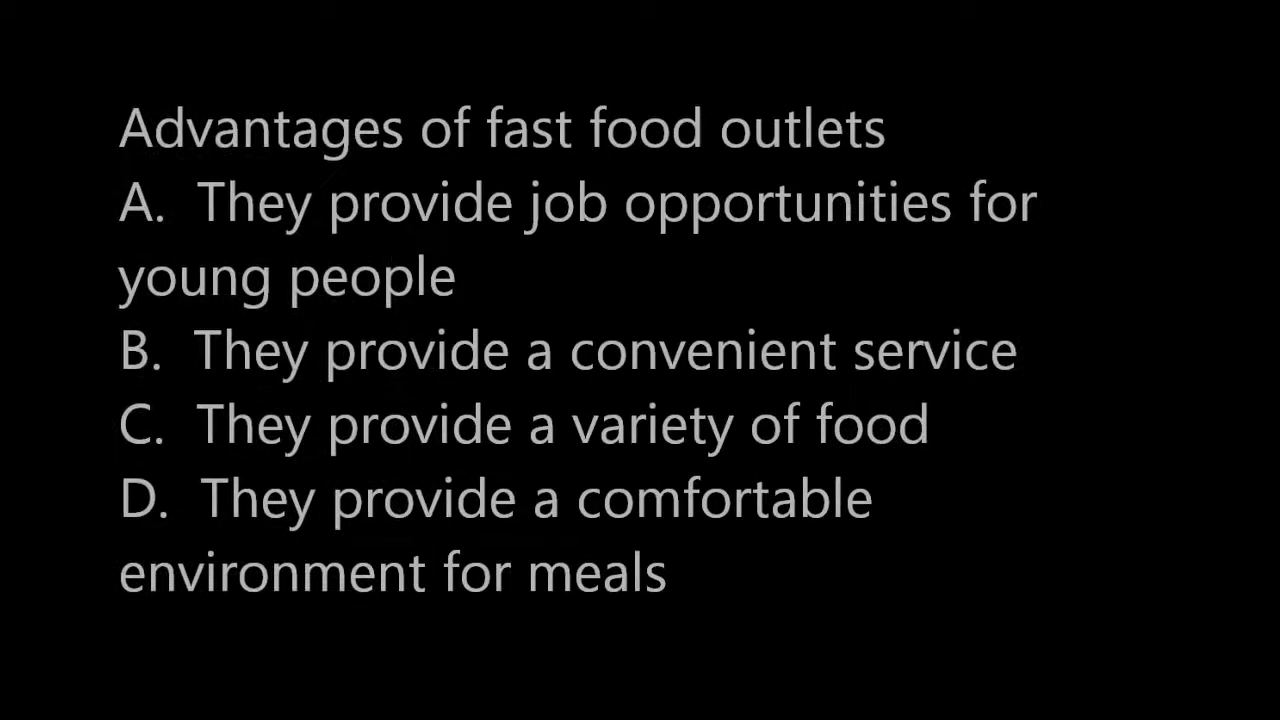 Advantages of fast food outlets
A.  They provide job opportunities for
young people
B.  They provide a convenient service
C.  They provide a variety of food
D.  They provide a comfortable
environment for meals